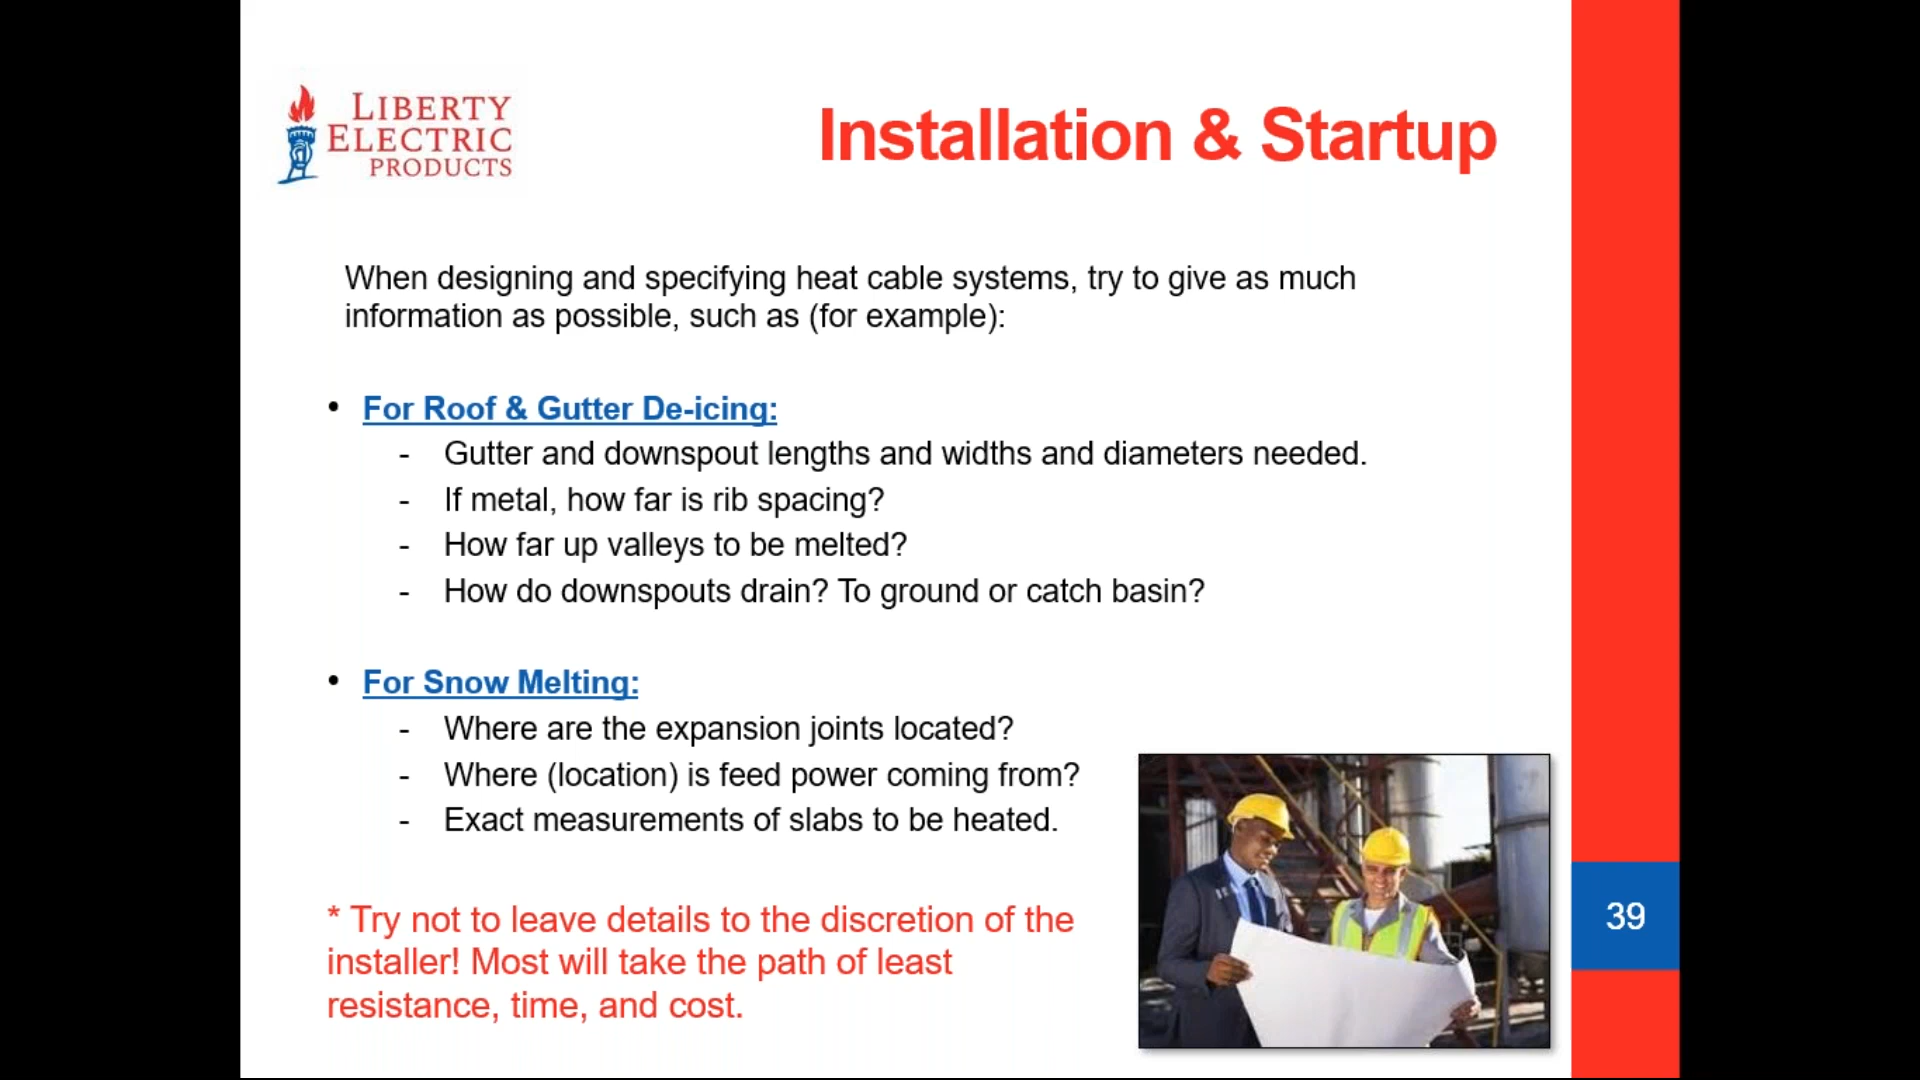 LIBERTY
ELECTRIC
PRODUCTS
Installation & Startup
When designing and specifying heat cable systems, try to give as much
information as possible, such as (for example):
• For Roof & Gutter De-icing:
- Gutter and downspout lengths and widths and diameters needed.
- If metal, how far is rib spacing?
- How far up valleys to be melted?
- How do downspouts drain? To ground or catch basin?
• For Snow Melting:
- Where are the expansion joints located?
- Where (location) is feed power coming from?
- Exact measurements of slabs to be heated.
* Try not to leave details to the discretion of the
installer! Most will take the path of least
resistance, time, and cost.
39